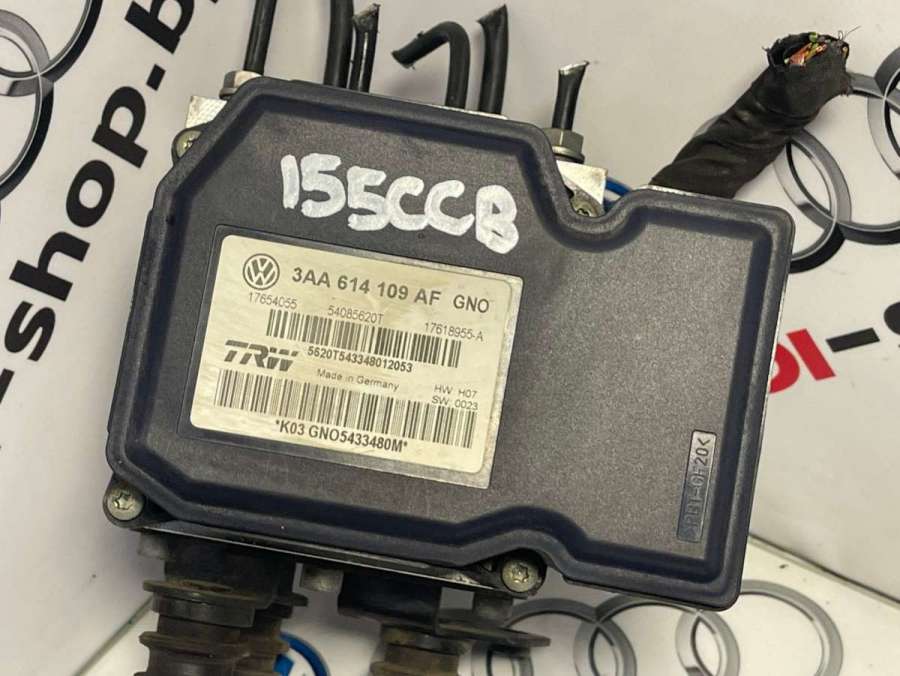 155CCB
3AA 614 109 AF GNO
17654055 54085620T 17618955-A
5620T543348012053
TRW
Made in Germany
HW H07
SW 0023
*K03 GNO5433480M*
-shop.b